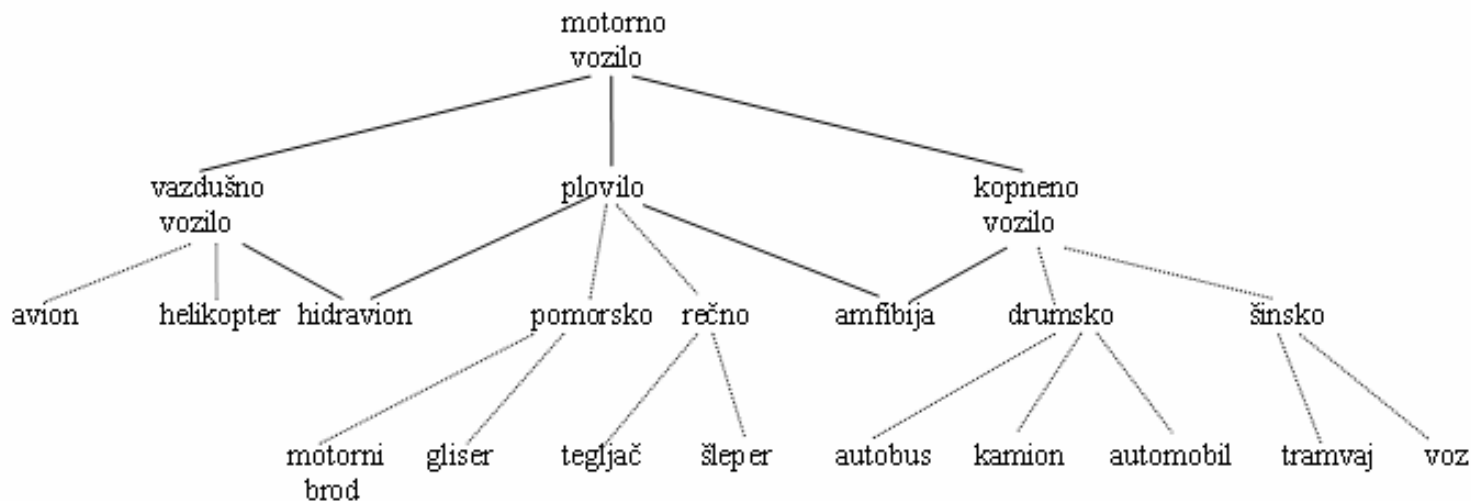 motorno
vozilo
vazdušno
vozilo
plovilo
kopneno
vozilo
avion
helikopter
hidravion
pomorsko
rečno
amfibija
drumsko
šinsko
motorni
brod
gliser
tegljač
šleper
autobus
kamion
automobil
tramvaj
voz